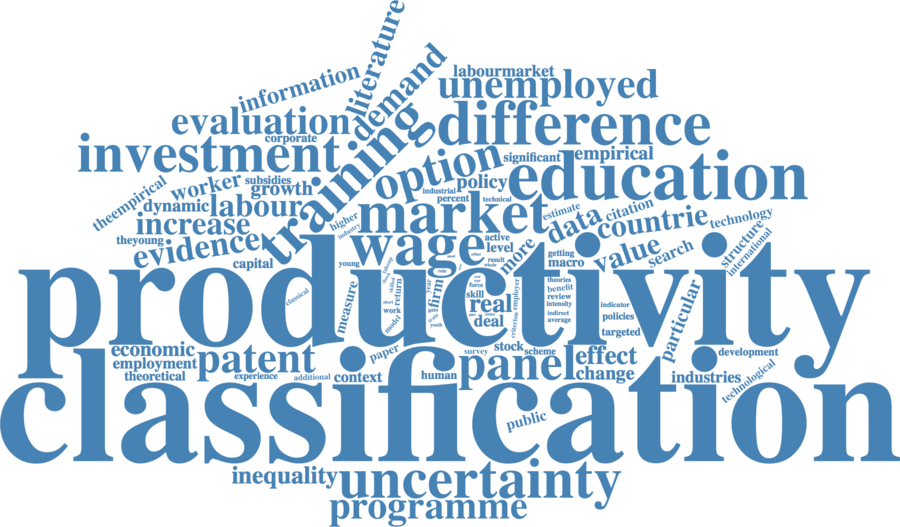 literature
demand
information
labourmarket
unemployed
evaluation
corporate
difference
training
investment
option
significant
empirical
education
theempirical
worker
subsidies
growth
policy
industrial
percent
technical
dynamic
labour
market
higher
industry
estimate
data
citation
countrie
technology
increase
theyoung
evidence
wage
active
level
more
result
getting
macro
value
search
structure
international
capital
young
productivity
classical
measure
return
work
model
year
firm
youth
force
skill
real
deal
employer
critering
theories
benefit
review
intensity
indirect
average
indicator
policies
targeted
particular
economic
employment
theoretical
patent
experience
additional
context
paper
human
survey
panel
stock
scheme
effect
change
industries
development
technological
classification
public
inequality
uncertainty
programme